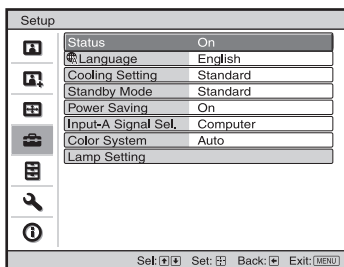 Setup
Status On
Language English
Cooling Setting Standard
Standby Mode Standard
Power Saving On
Input-A Signal Sel. Computer
Color System Auto
Lamp Setting
Sel: Set: Back: Exit: MENU